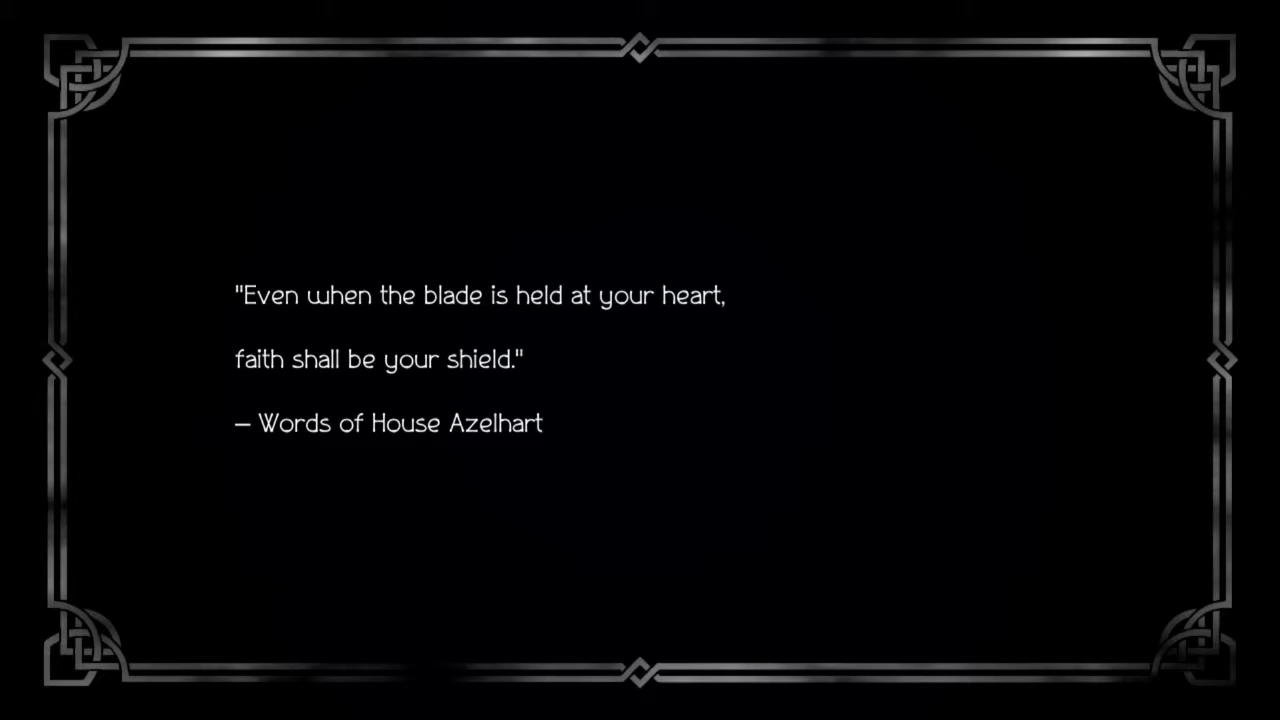 "Even when the blade is held at your heart,
faith shall be your shield."
— Words of House Azelhart